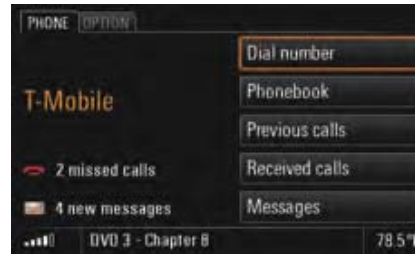 PHONE OPTION
Dial number
T-Mobile
Phonebook
Previous calls
2 missed calls
Received calls
4 new messages
Messages
DVD 3 - Chapter 8
78.5°F